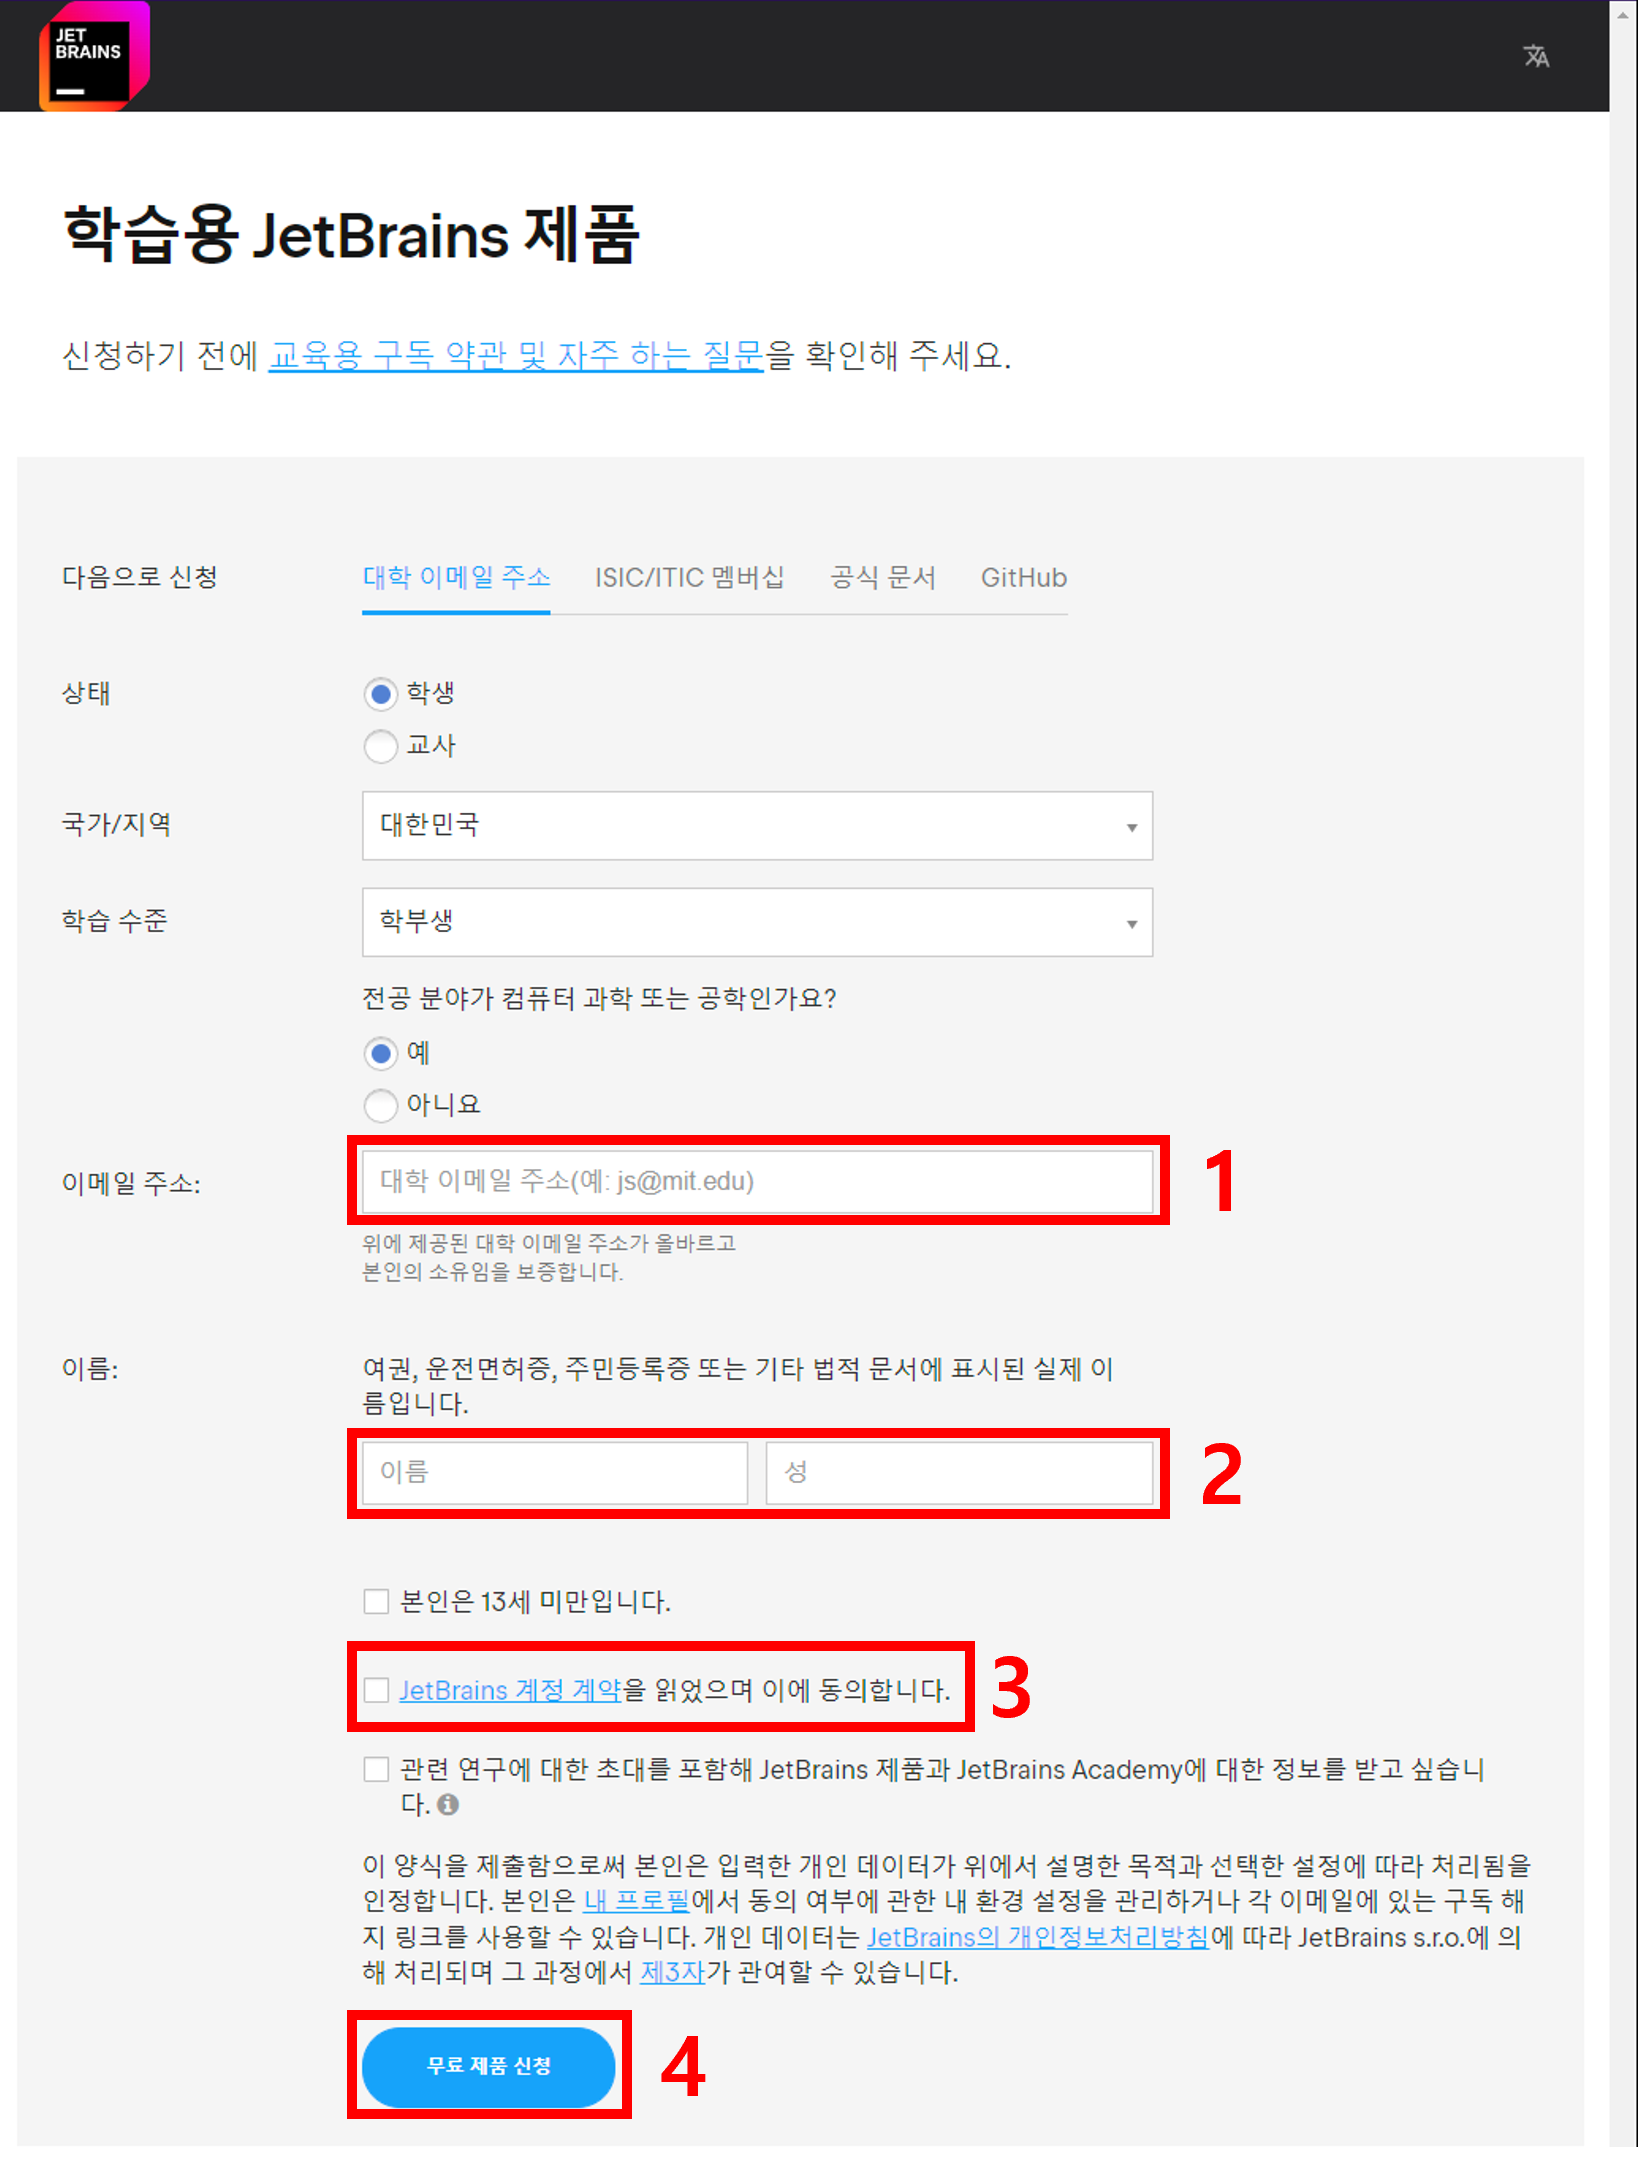 JET
BRAINS
학습용 JetBrains 제품
신청하기 전에 교육용 구독 약관 및 자주 하는 질문을 확인해 주세요.
다음으로 신청
대학 이메일 주소 ISIC/ITIC 멤버십 공식 문서 GitHub
상태
학생
교사
국가/지역
대한민국
학습 수준
학부생
전공 분야가 컴퓨터 과학 또는 공학인가요?
예
아니요
이메일 주소:
대학 이메일 주소(예: js@mit.edu)
1
위에 제공된 대학 이메일 주소가 올바르고
본인의 소유임을 보증합니다.
이름:
여권, 운전면허증, 주민등록증 또는 기타 법적 문서에 표시된 실제 이
름입니다.
이름 성
2
본인은 13세 미만입니다.
JetBrains 계정 계약을 읽었으며 이에 동의합니다.
3
관련 연구에 대한 초대를 포함해 JetBrains 제품과 JetBrains Academy에 대한 정보를 받고 싶습니
다.
이 양식을 제출함으로써 본인은 입력한 개인 데이터가 위에서 설명한 목적과 선택한 설정에 따라 처리됨을
인정합니다. 본인은 내 프로필에서 동의 여부에 관한 내 환경 설정을 관리하거나 각 이메일에 있는 구독 해
지 링크를 사용할 수 있습니다. 개인 데이터는 JetBrains의 개인정보처리방침에 따라 JetBrains s.r.o.에 의
해 처리되며 그 과정에서 제3자가 관여할 수 있습니다.
무료 제품 신청
4